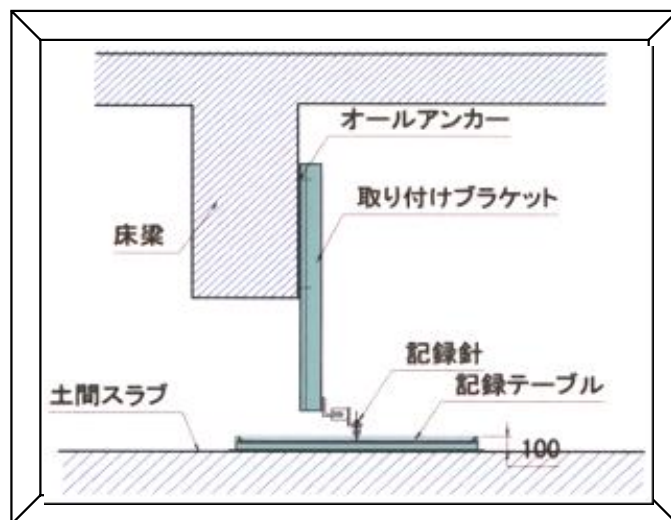 オールアンカー
取り付けブラケット
床梁
記録針
土間スラブ
記録テーブル
100